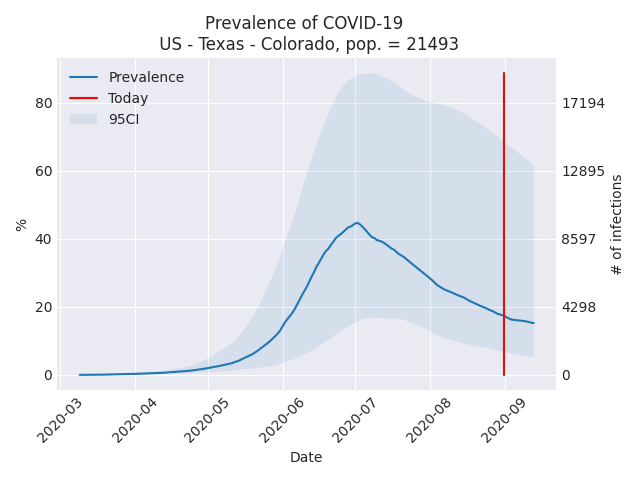 Prevalence of COVID-19
US - Texas - Colorado, pop. = 21493
Prevalence
Today
95CI
80
60
40
20
0
%
17194
12895
8597
4298
0
# of infections
2020-03
2020-04
2020-05
2020-06
2020-07
2020-08
2020-09
Date